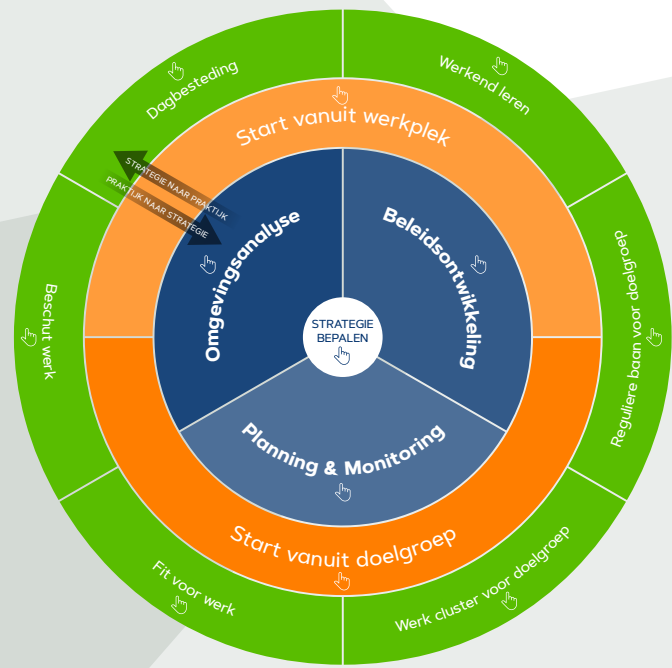 Dagbesteding
Werkend leren
Start vanuit werkplek
STRATEGIE NAAR PRAKTIJK
PRAKTIJK NAAR STRATEGIE
Omgevingsanalyse
Beleidsontwikkeling
Beschut werk
Reguliere baan voor doelgroep
STRATEGIE
BEPALEN
Planning & Monitoring
Start vanuit doelgroep
Fit voor werk
Werk cluster voor doelgroep